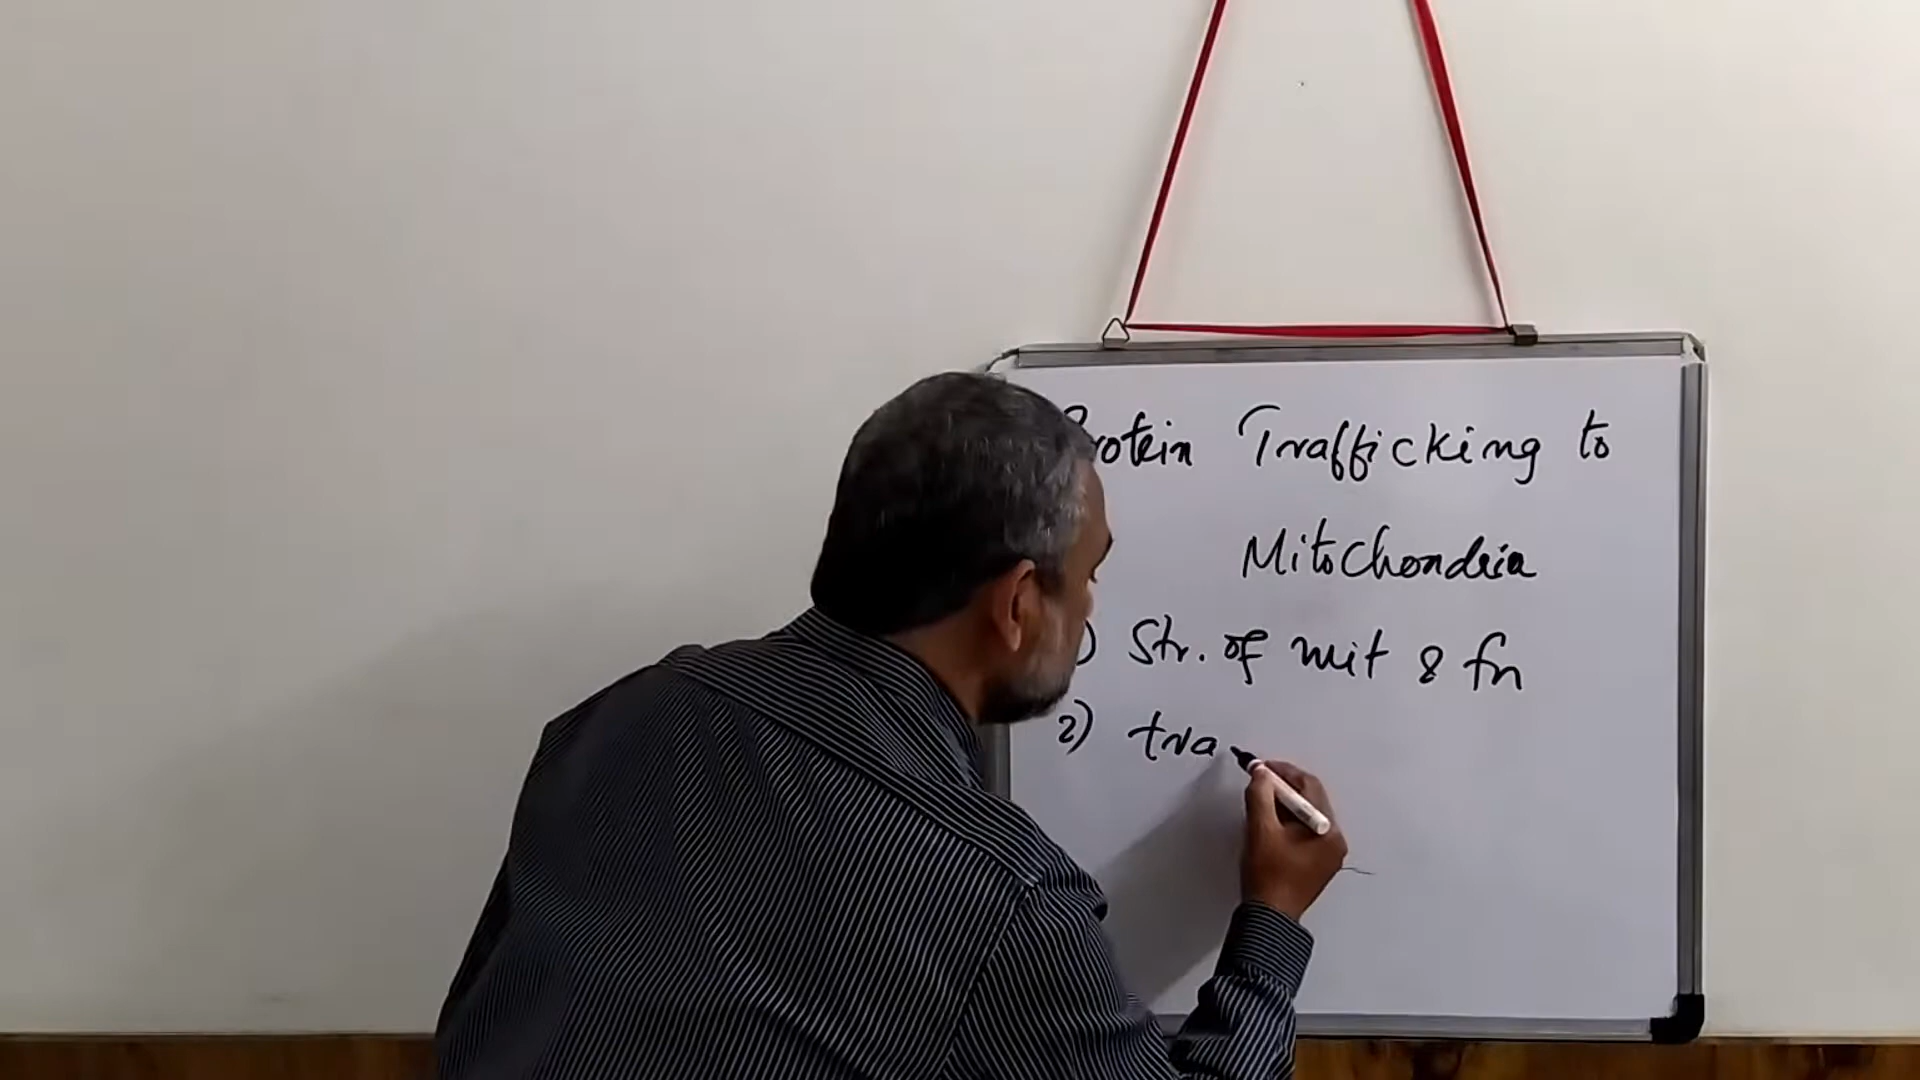 Protein Trafficking to
Mitochondria
1) Str. of mit & fn
2) tra